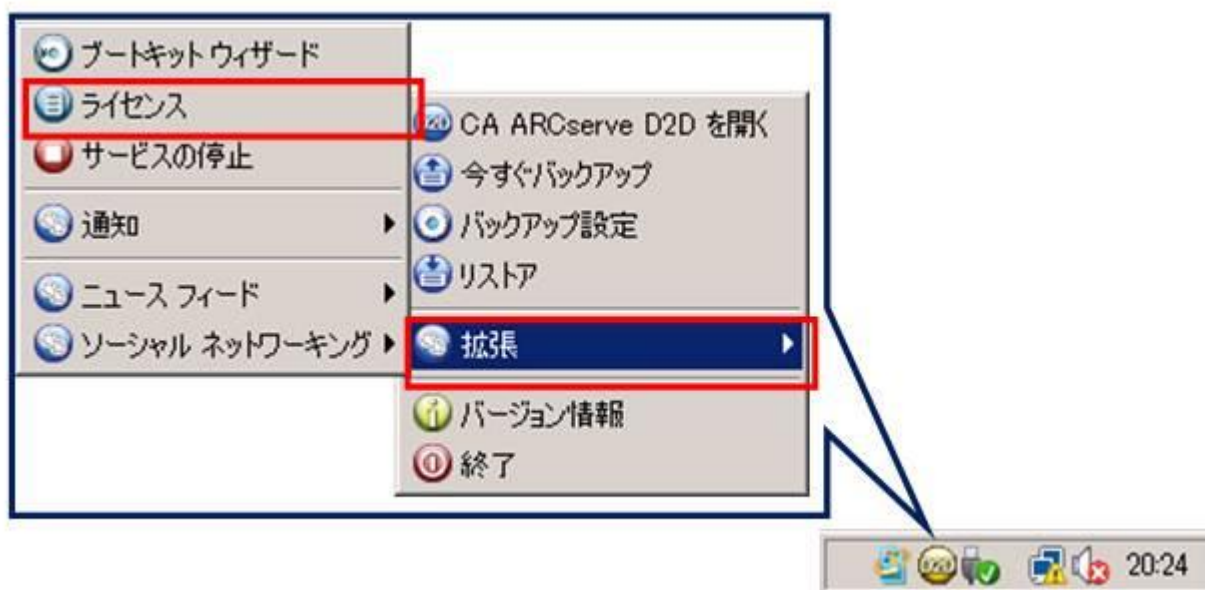 ブートキット ウィザード
ライセンス
サービスの停止
通知
ニュース フィード
ソーシャル ネットワーキング
CA ARCserve D2D を開く
今すぐバックアップ
バックアップ設定
リストア
拡張
バージョン情報
終了
D2D
20:24